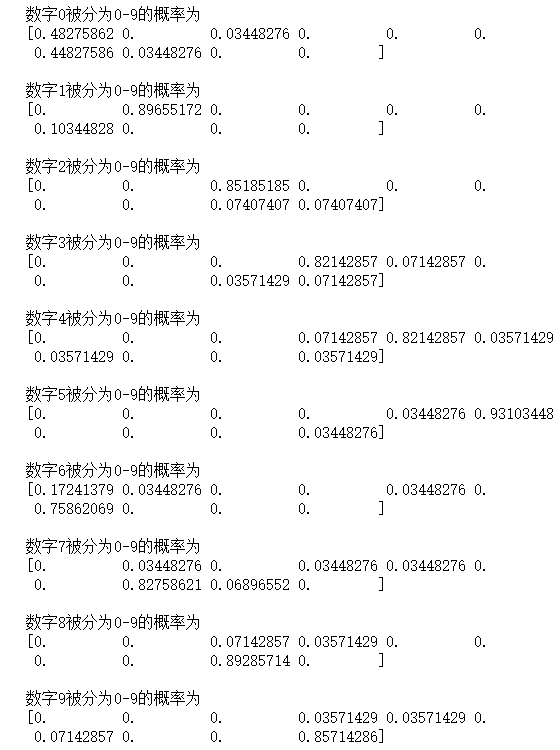 数字0被分为0-9的概率为
[0.48275862 0. 0.03448276 0. 0. 0.
0.44827586 0.03448276 0. 0. ]
数字1被分为0-9的概率为
[0. 0.89655172 0. 0. 0. 0.
0.10344828 0. 0. 0. ]
数字2被分为0-9的概率为
[0. 0. 0.85185185 0. 0. 0.
0. 0. 0.07407407 0.07407407]
数字3被分为0-9的概率为
[0. 0. 0. 0.82142857 0.07142857 0.
0. 0. 0.03571429 0.07142857]
数字4被分为0-9的概率为
[0. 0. 0. 0.07142857 0.82142857 0.03571429
0.03571429 0. 0. 0.03571429]
数字5被分为0-9的概率为
[0. 0. 0. 0. 0.03448276 0.93103448
0. 0. 0. 0.03448276]
数字6被分为0-9的概率为
[0.17241379 0.03448276 0. 0. 0.03448276 0.
0.75862069 0. 0. 0. ]
数字7被分为0-9的概率为
[0. 0.03448276 0. 0.03448276 0.03448276 0.
0. 0.82758621 0.06896552 0. ]
数字8被分为0-9的概率为
[0. 0. 0.07142857 0.03571429 0. 0.
0. 0. 0.89285714 0. ]
数字9被分为0-9的概率为
[0. 0. 0. 0.03571429 0.03571429 0.
0.07142857 0. 0. 0.85714286]